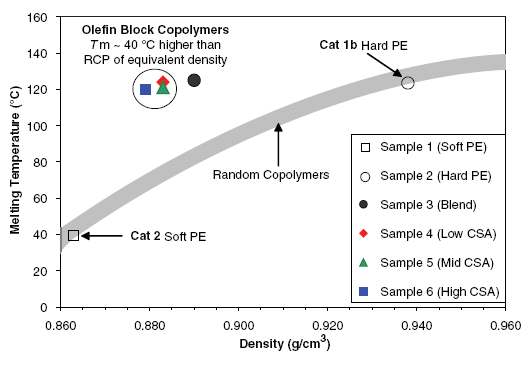 160
140
120
100
80
60
40
20
0
Melting Temperature (°C)
Olefin Block Copolymers
Tm ~ 40 °C higher than
RCP of equivalent density
Cat 1b Hard PE
Random Copolymers
Cat 2 Soft PE
Sample 1 (Soft PE)
Sample 2 (Hard PE)
Sample 3 (Blend)
Sample 4 (Low CSA)
Sample 5 (Mid CSA)
Sample 6 (High CSA)
0.860 0.880 0.900 0.920 0.940 0.960
Density (g/cm³)